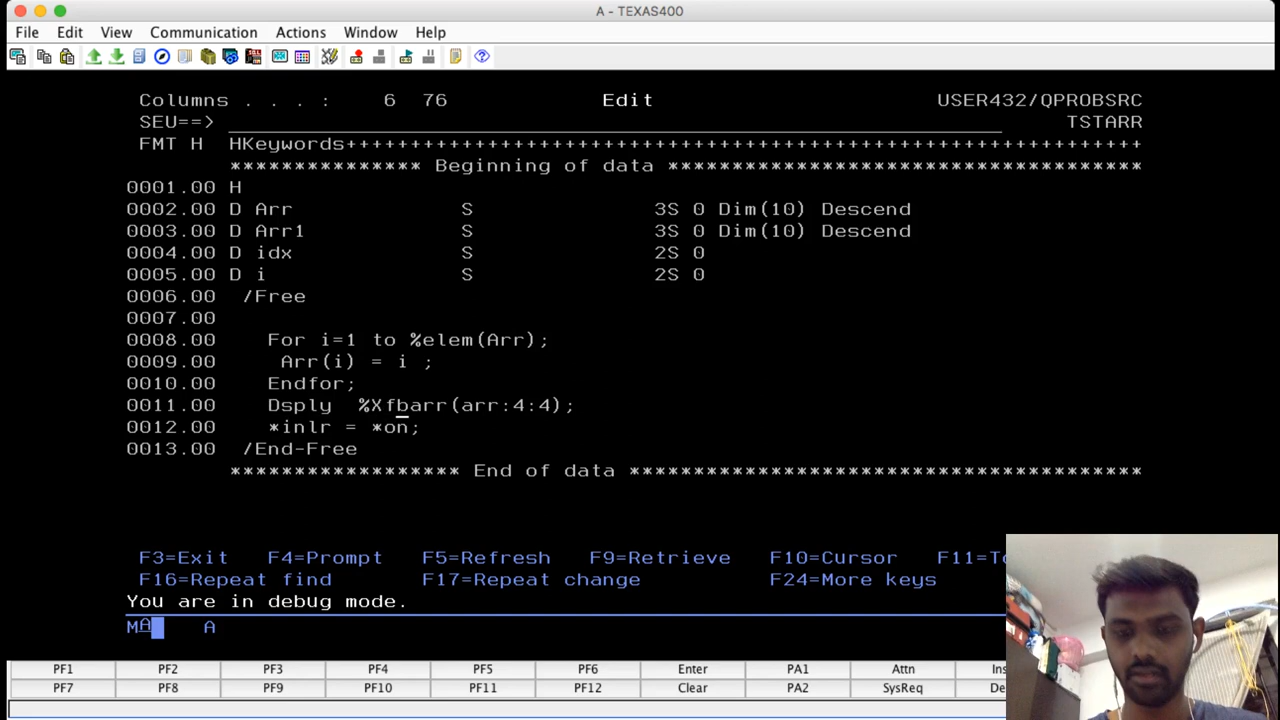 A - TEXAS400
File Edit View Communication Actions Window Help
Columns . . . : 6 76 Edit USER432/QPROBSRC
SEU==> TSTARR
FMT H HKeywords++++++++++++++++++++++++++++++++++++++++++++++++++++++++++++++
*************** Beginning of data *************************************
0001.00 H
0002.00 D Arr S 3S 0 Dim(10) Descend
0003.00 D Arr1 S 3S 0 Dim(10) Descend
0004.00 D idx S 2S 0
0005.00 D i S 2S 0
0006.00 /Free
0007.00
0008.00 For i=1 to %elem(Arr);
0009.00 Arr(i) = i ;
0010.00 Endfor;
0011.00 Dsply %Xfbarr(arr:4:4);
0012.00 *inlr = *on;
0013.00 /End-Free
****************** End of data ****************************************
F3=Exit F4=Prompt F5=Refresh F9=Retrieve F10=Cursor
F16=Repeat find F17=Repeat change F24=More keys
You are in debug mode.
MA A
PF1 PF2 PF3 PF4 PF5 PF6 Enter PA1 Attn
PF7 PF8 PF9 PF10 PF11 PF12 Clear PA2 SysReq